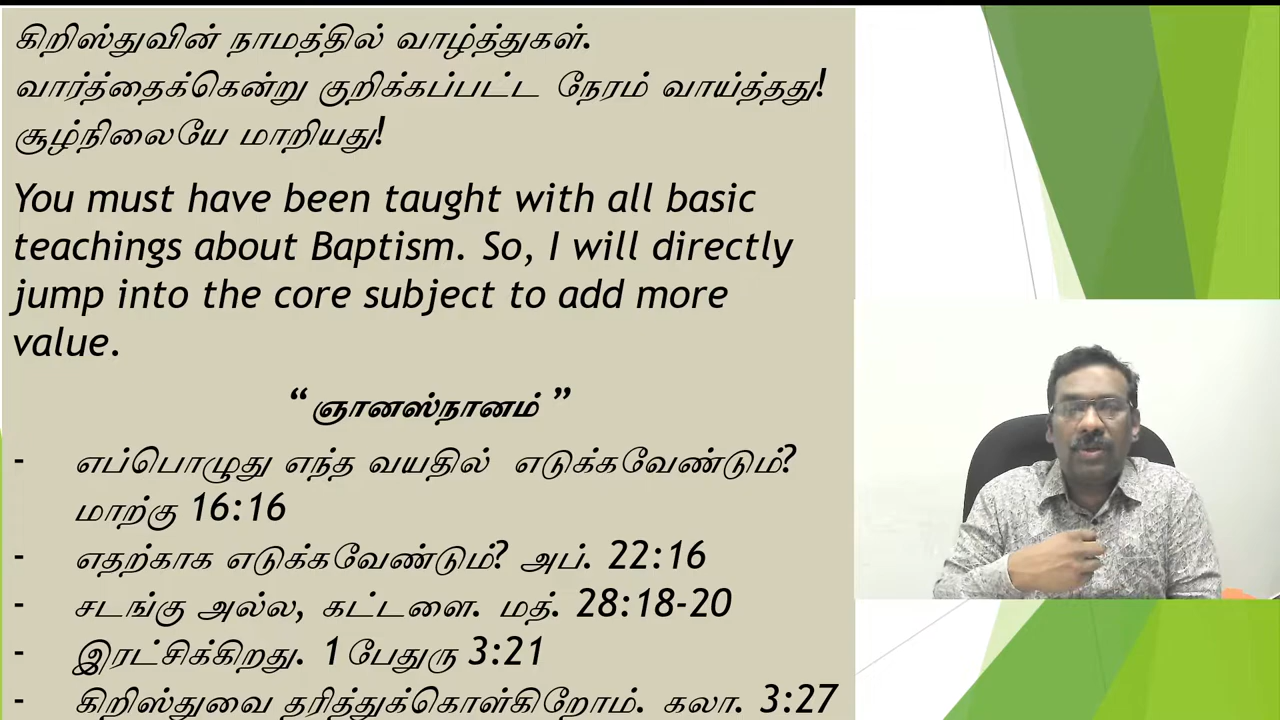 கிறிஸ்துவின் நாமத்தில் வாழ்த்துகள்.
வார்த்தைக்கென்று குறிக்கப்பட்ட நேரம் வாய்த்தது!
சூழ்நிலையே மாறியது!
You must have been taught with all basic
teachings about Baptism. So, I will directly
jump into the core subject to add more
value.
“ஞானஸ்நானம்”
- எப்பொழுது எந்த வயதில் எடுக்கவேண்டும்?
மாற்கு 16:16
- எதற்காக எடுக்கவேண்டும்? அப். 22:16
- சடங்கு அல்ல, கட்டளை. மத். 28:18-20
- இரட்சிக்கிறது. 1 பேதுரு 3:21
- கிறிஸ்துவை தரித்துக்கொள்கிறோம். கலா. 3:27